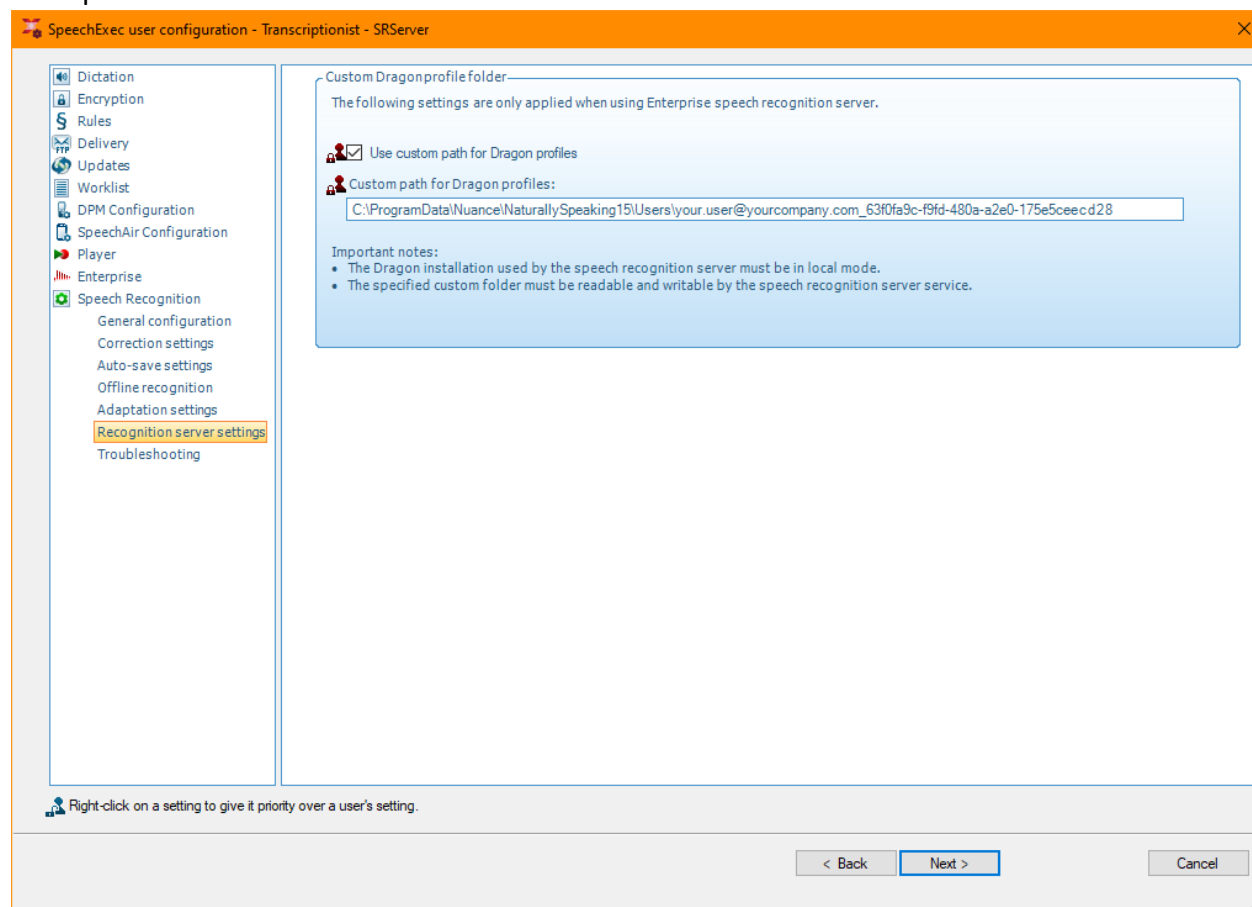 SpeechExec user configuration - Transcriptionist - SRServer
Dictation
Encryption
Rules
Delivery
Updates
Worklist
DPM Configuration
SpeechAir Configuration
Player
Enterprise
Speech Recognition
General configuration
Correction settings
Auto-save settings
Offline recognition
Adaptation settings
Recognition server settings
Troubleshooting
Custom Dragon profile folder
The following settings are only applied when using Enterprise speech recognition server.
Use custom path for Dragon profiles
Custom path for Dragon profiles:
C:\ProgramData\Nuance\NaturallySpeaking15\Users\your.user@yourcompany.com_63f0fa9c-f9fd-480a-a2e0-175e5ceecd28
Important notes:
• The Dragon installation used by the speech recognition server must be in local mode.
• The specified custom folder must be readable and writable by the speech recognition server service.
Right-click on a setting to give it priority over a user's setting.
< Back Next > Cancel